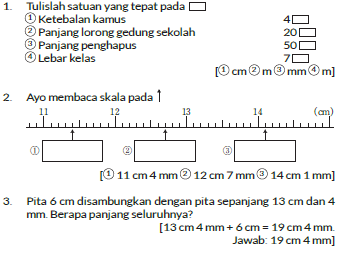 1. Tulislah satuan yang tepat pada □
① Ketebalan kamus 4□
② Panjang lorong gedung sekolah 20□
③ Panjang penghapus 50□
④ Lebar kelas 7□
[① cm ② m ③ mm ④ m]
2. Ayo membaca skala pada ↑
11 12 13 14 (cm)
① ② ③
[① 11 cm 4 mm ② 12 cm 7 mm ③ 14 cm 1 mm]
3. Pita 6 cm disambungkan dengan pita sepanjang 13 cm dan 4
mm. Berapa panjang seluruhnya?
[13 cm 4 mm + 6 cm = 19 cm 4 mm.
Jawab: 19 cm 4 mm]